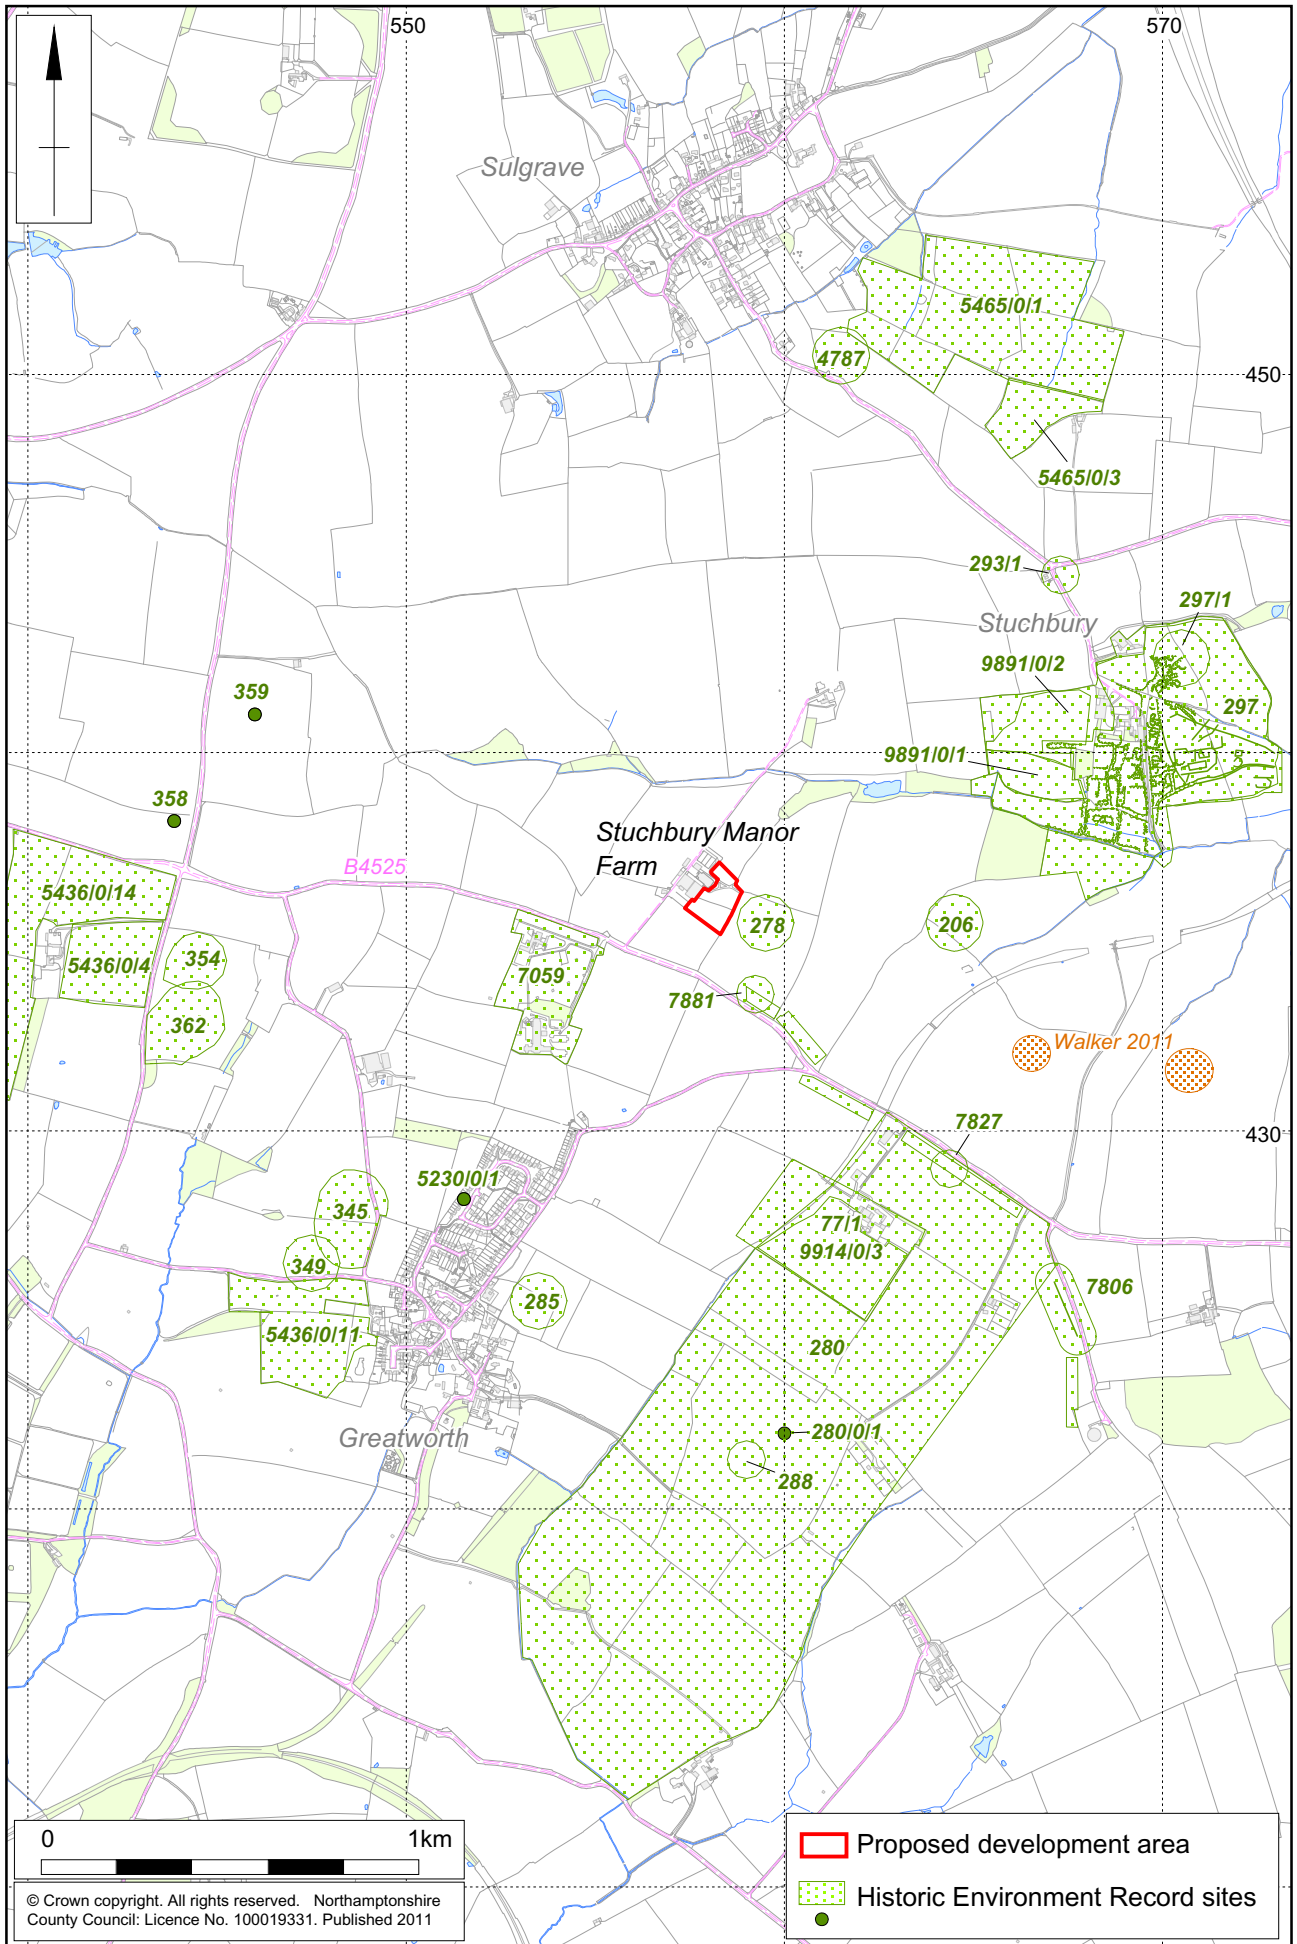 550
570
Sulgrave
5465/0/1
4787
450
5465/0/3
293/1
297/1
Stuchbury
9891/0/2
359
297
9891/0/1
358
Stuchbury Manor
Farm
B4525
5436/0/14
278
206
354
5436/0/4
7059
7881
362
Walker 2011
7827
430
5230/0/1
345
77/1
9914/0/3
349
7806
285
5436/0/11
280
280/0/1
Greatworth
288
0 1km
© Crown copyright. All rights reserved. Northamptonshire
County Council: Licence No. 100019331. Published 2011
Proposed development area
Historic Environment Record sites